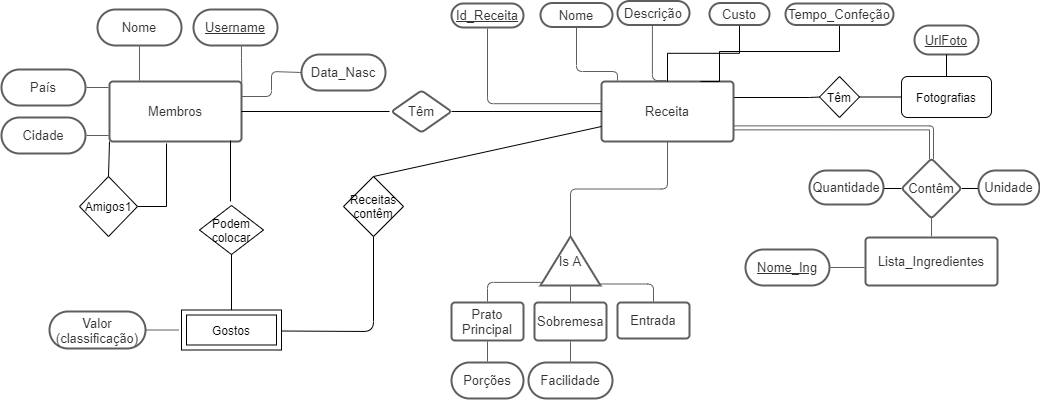 Nome
Username
Id_Receita
Nome
Descrição
Custo
Tempo_Confeção
UrlFoto
País
Data_Nasc
Membros
Têm
Receita
Têm
Fotografias
Cidade
Amigos1
Podem
colocar
Receitas
contêm
Quantidade
Contêm
Unidade
Is A
Nome_Ing
Lista_Ingredientes
Valor
(classificação)
Gostos
Prato
Principal
Sobremesa
Entrada
Porções
Facilidade